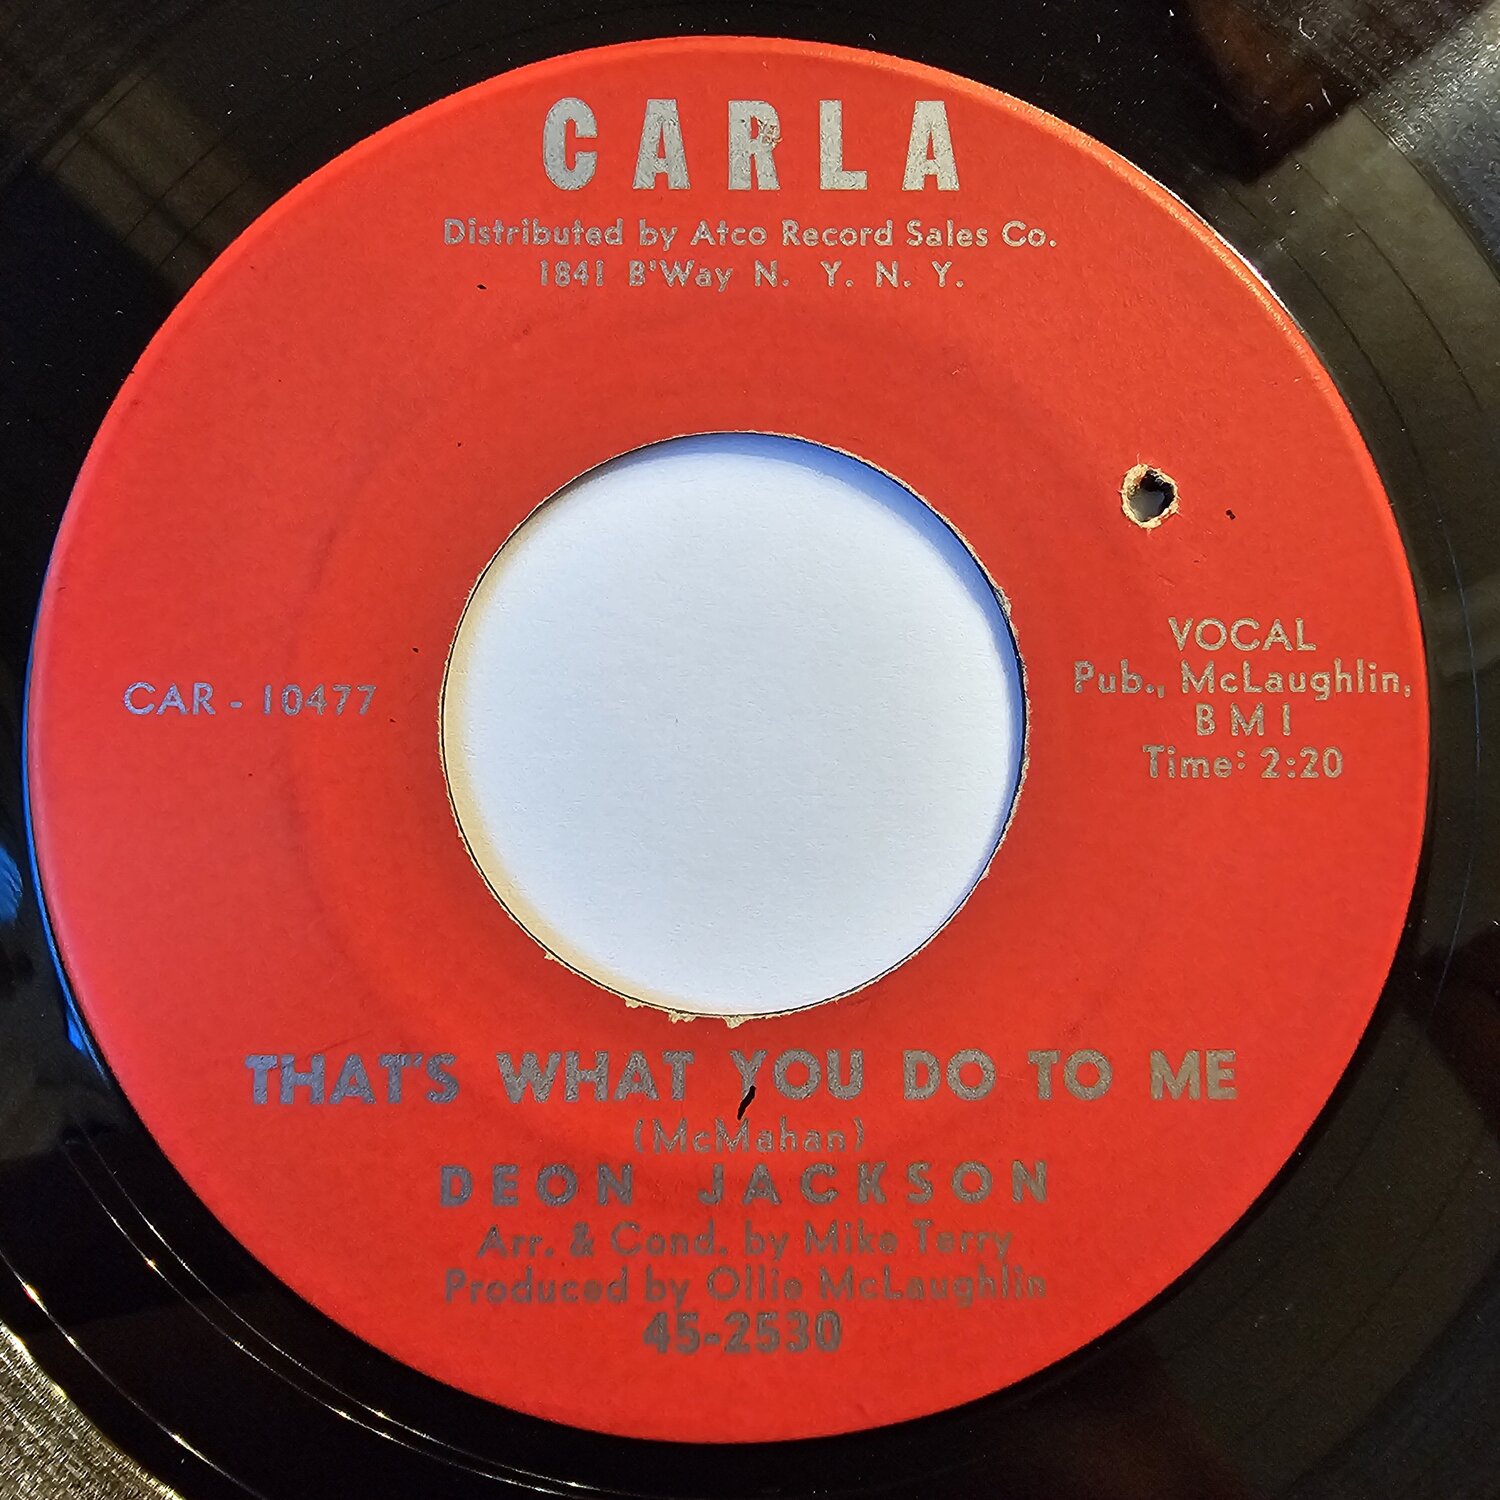 CARLA
Distributed by Atco Record Sales Co.
1841 B'Way N. Y. N. Y.
CAR - 10477
VOCAL
Pub., McLaughlin,
B M I
Time: 2:20
THAT'S WHAT YOU DO TO ME
(McMahan)
DEON JACKSON
Arr. & Cond. by Mike Terry
Produced by Ollie McLaughlin
45-2530